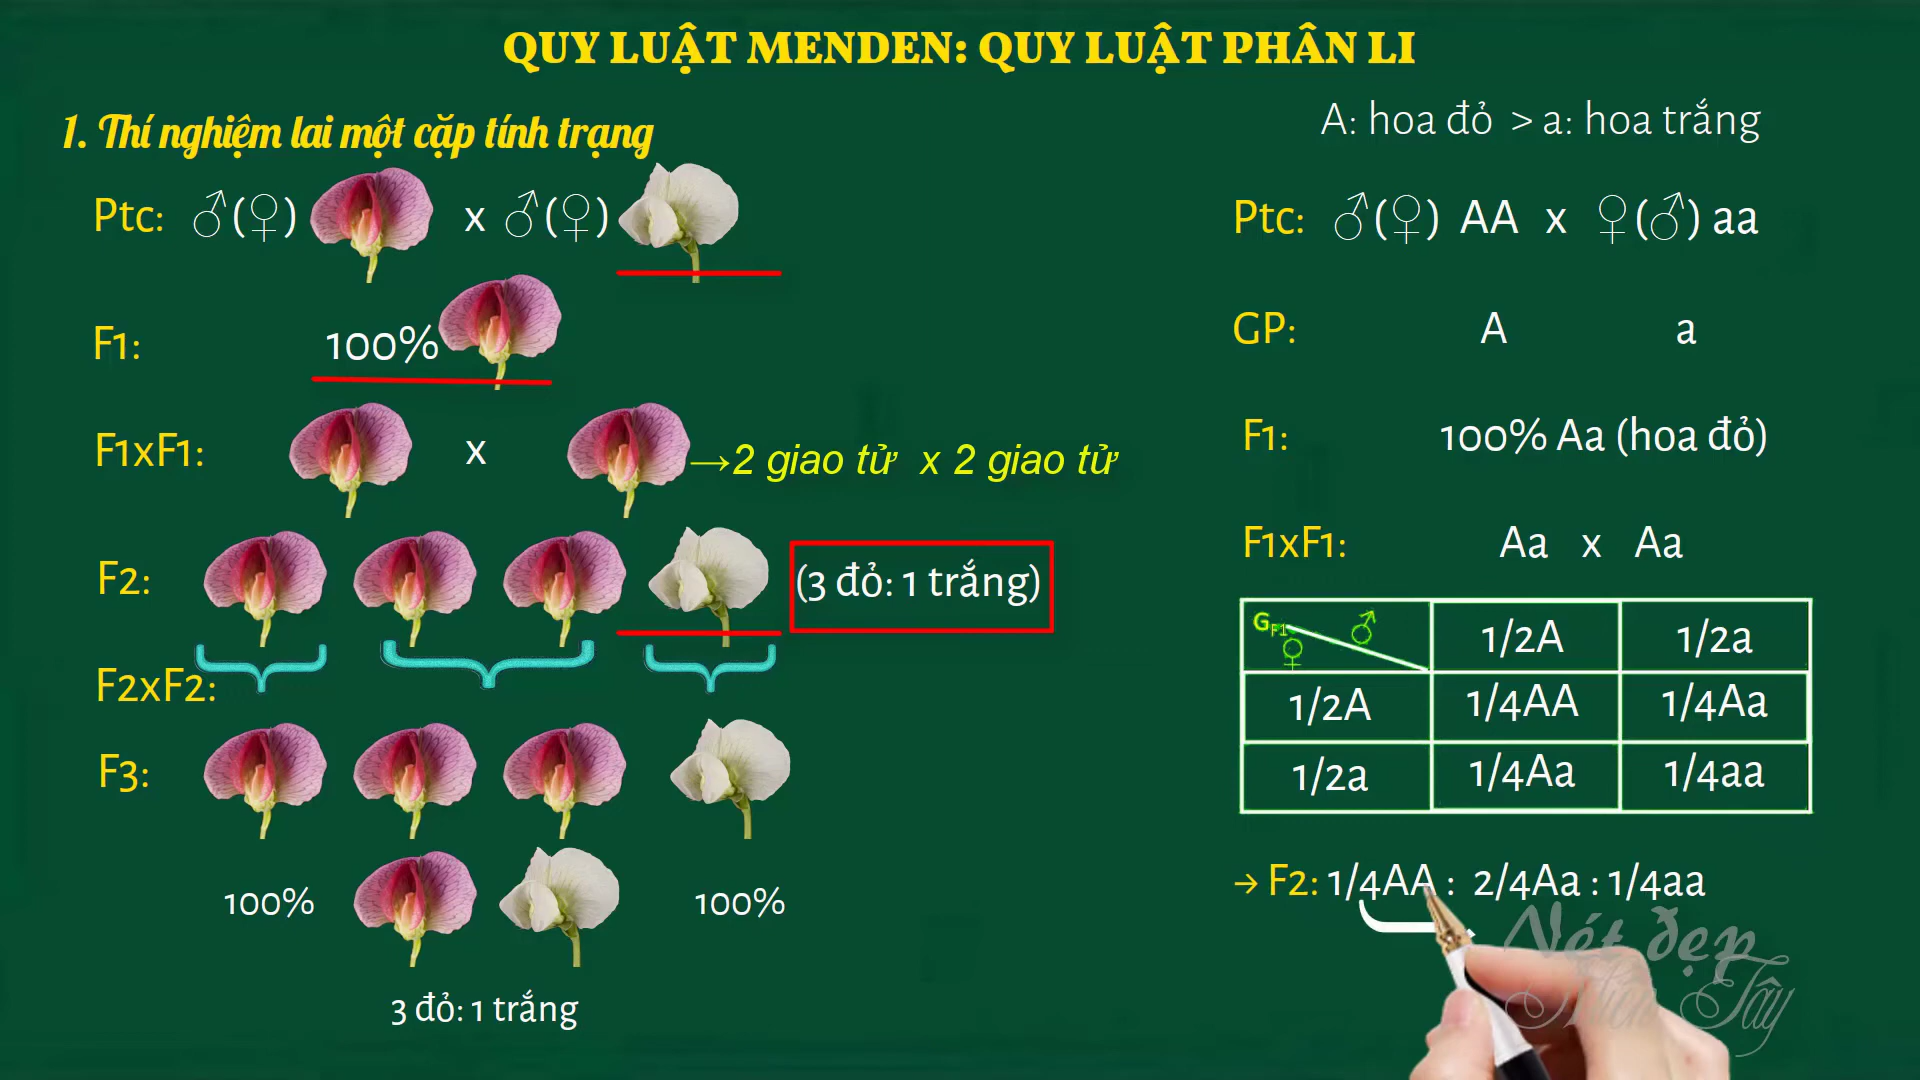 QUY LUẬT MENDEN: QUY LUẬT PHÂN LI
1. Thí nghiệm lai một cặp tính trạng
Ptc: ♂(♀) x ♂(♀)
F1: 100%
F1xF1: x →2 giao tử x 2 giao tử
F2: (3 đỏ: 1 trắng)
F2xF2:
F3:
100% 100%
3 đỏ: 1 trắng
A: hoa đỏ > a: hoa trắng
Ptc: ♂(♀) AA x ♀(♂) aa
GP: A a
F1: 100% Aa (hoa đỏ)
F1xF1: Aa x Aa
GF1 ♂ ♀ 1/2A 1/2a
1/2A 1/4AA 1/4Aa
1/2a 1/4Aa 1/4aa
→ F2: 1/4AA : 2/4Aa : 1/4aa
Nét đẹp
Miền Tây